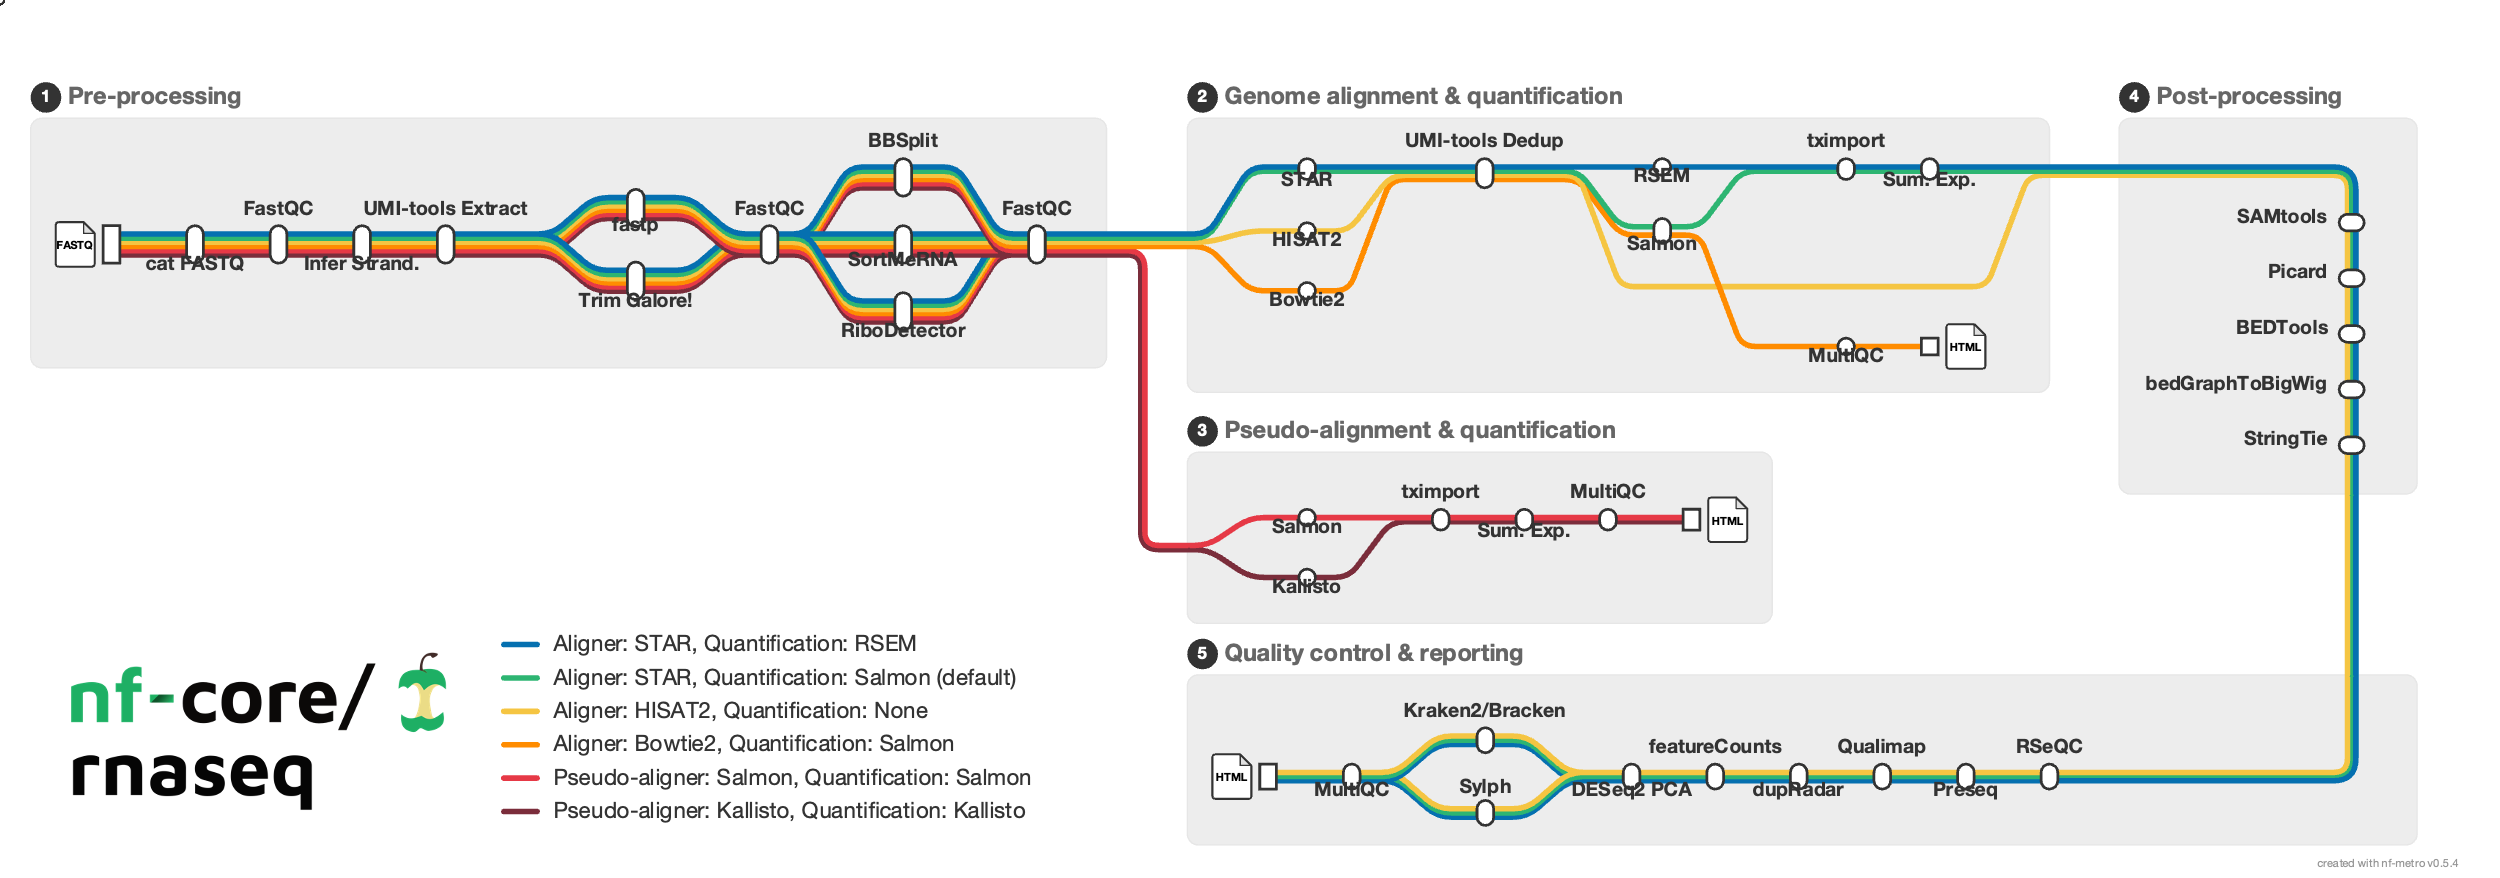 1 Pre-processing
FASTQ
cat FASTQ
FastQC
Infer Strand.
UMI-tools Extract
fastp
Trim Galore!
FastQC
BBSplit
SortMeRNA
RiboDetector
FastQC
2 Genome alignment & quantification
STAR
HISAT2
Bowtie2
UMI-tools Dedup
RSEM
Salmon
tximport
Sum. Exp.
MultiQC
HTML
3 Pseudo-alignment & quantification
Salmon
Kallisto
tximport
Sum. Exp.
MultiQC
HTML
4 Post-processing
SAMtools
Picard
BEDTools
bedGraphToBigWig
StringTie
5 Quality control & reporting
HTML
MultiQC
Kraken2/Bracken
Sylph
DESeq2 PCA
featureCounts
dupRadar
Qualimap
Preseq
RSeQC
nf-core/
rnaseq
Aligner: STAR, Quantification: RSEM
Aligner: STAR, Quantification: Salmon (default)
Aligner: HISAT2, Quantification: None
Aligner: Bowtie2, Quantification: Salmon
Pseudo-aligner: Salmon, Quantification: Salmon
Pseudo-aligner: Kallisto, Quantification: Kallisto
created with nf-metro v0.5.4